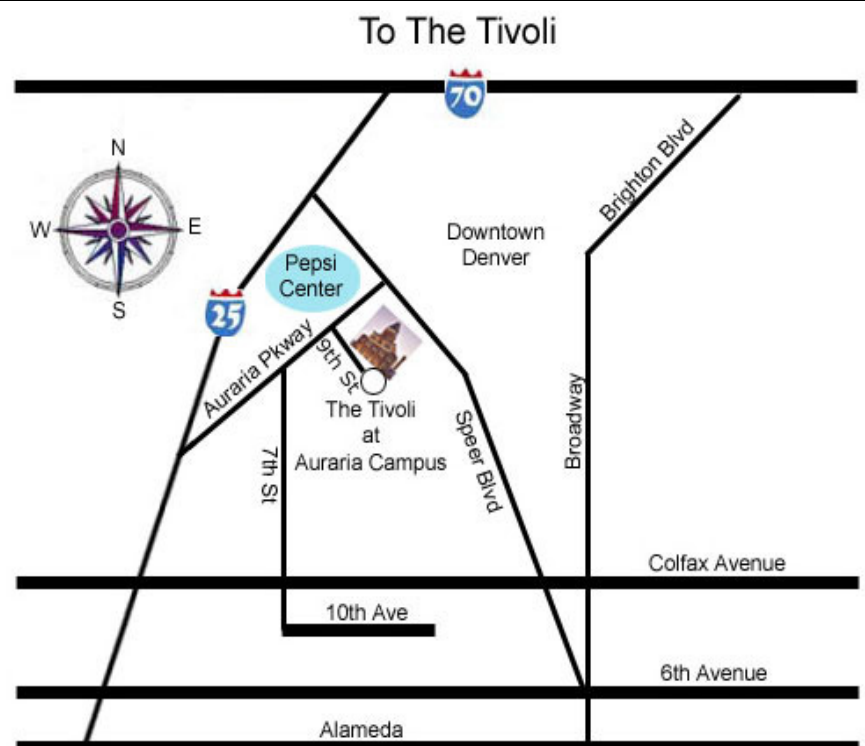 To The Tivoli
70
N
W
E
S
25
Brighton Blvd
Downtown
Denver
Pepsi
Center
Auraria Pkway
9th St
The Tivoli
at
Auraria Campus
7th St
Speer Blvd
Broadway
Colfax Avenue
10th Ave
6th Avenue
Alameda